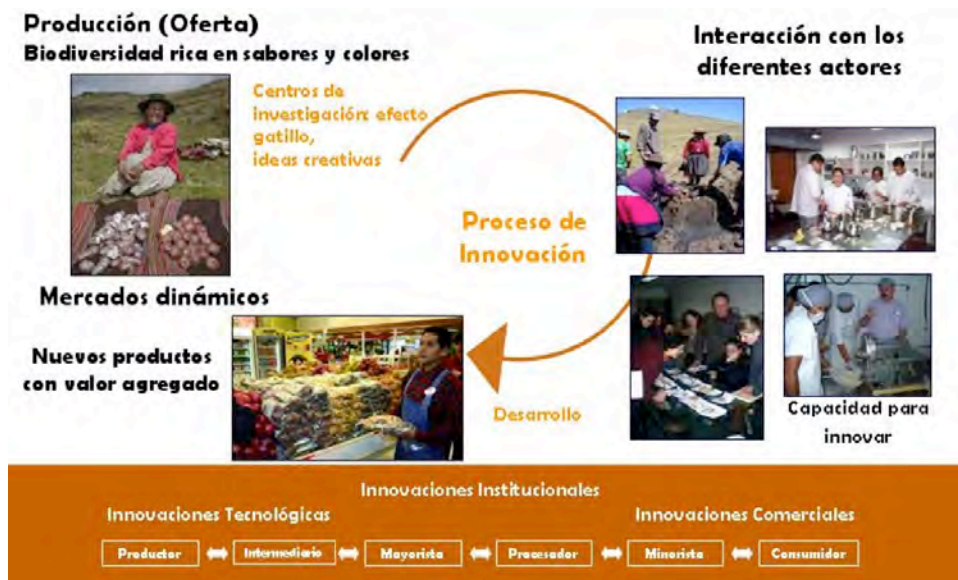 Producción (Oferta)
Biodiversidad rica en sabores y colores
Centros de
investigación: efecto
gatillo,
ideas creativas
Interacción con los
diferentes actores
Proceso de
Innovación
Mercados dinámicos
Nuevos productos
con valor agregado
Desarrollo
Capacidad para
innovar
Innovaciones Institucionales
Innovaciones Tecnológicas
Innovaciones Comerciales
Productor
Intermediario
Mayorista
Procesador
Minorista
Consumidor